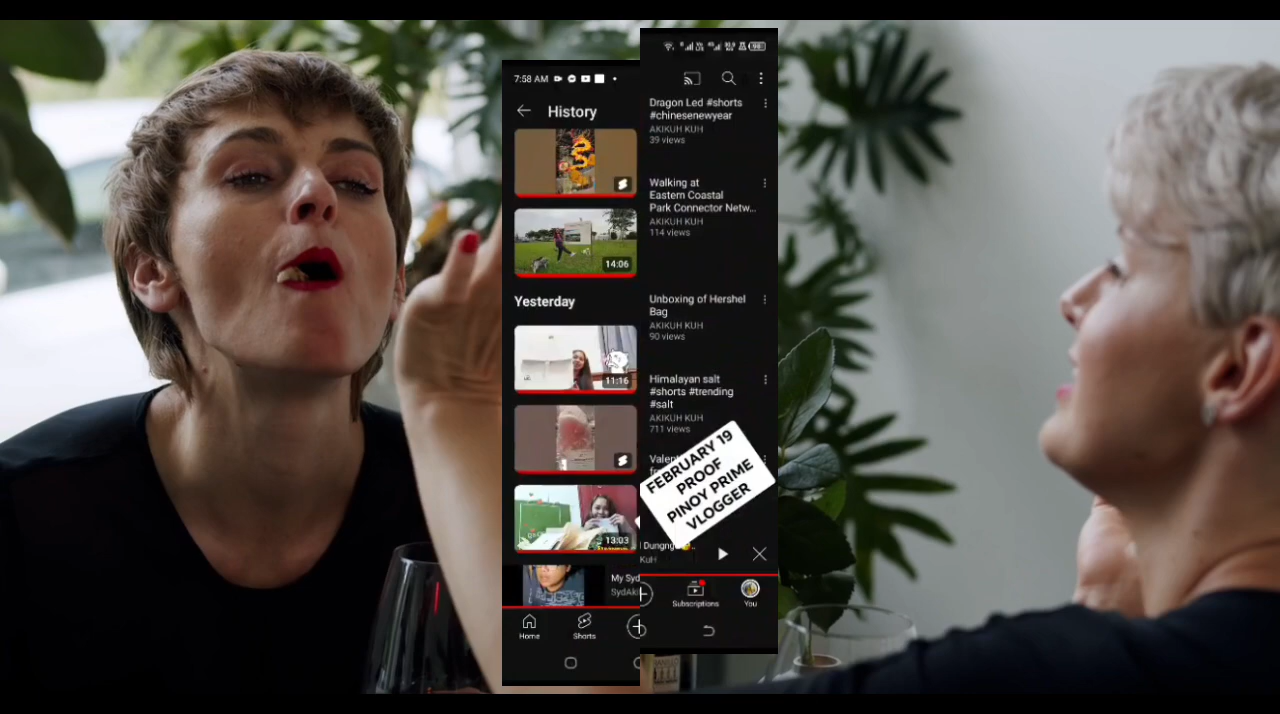 7:58 AM
History
14:06
Yesterday
11:16
13:03
My Syd
Home
Shorts
98
Dragon Led #shorts
#chinesenewyear
AKIKUH KUH
39 views
Walking at
Eastern Coastal
Park Connector Netw...
AKIKUH KUH
114 views
Unboxing of Hershel
Bag
AKIKUH KUH
90 views
Himalayan salt
#shorts #trending
#salt
AKIKUH KUH
711 views
FEBRUARY 19
PROOF
PINOY PRIME
VLOGGER
Subscriptions
You